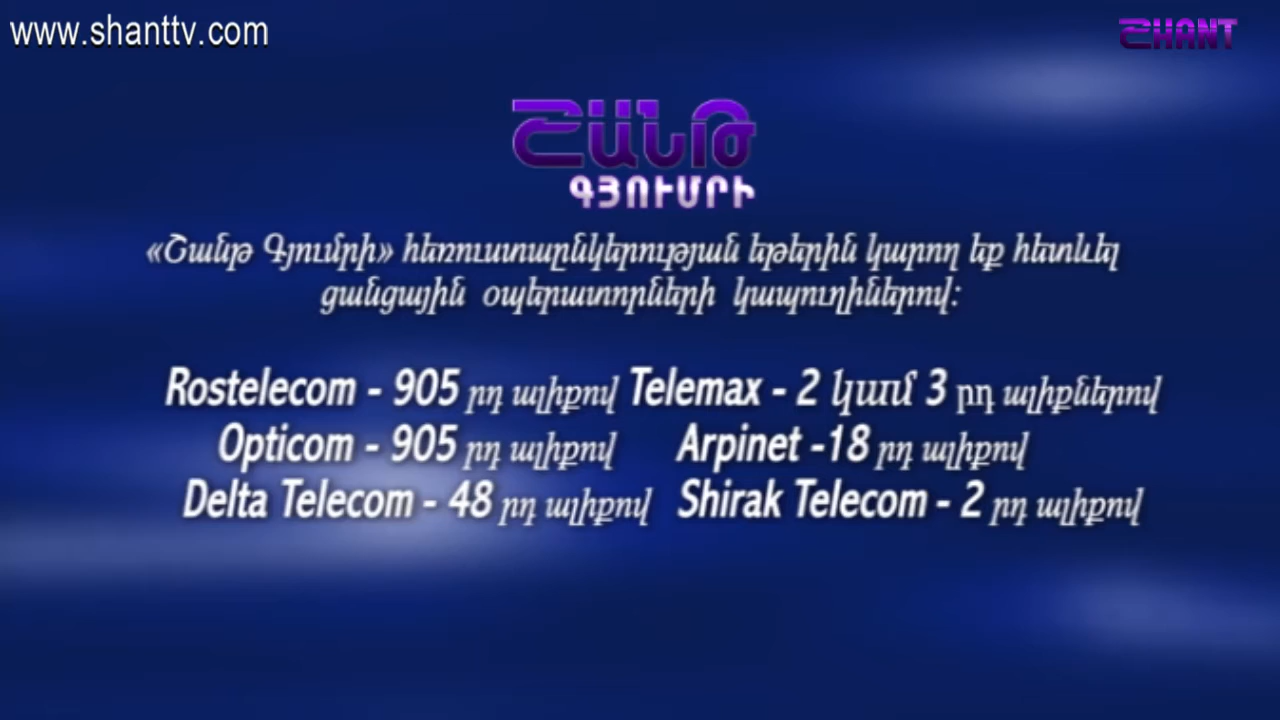 www.shanttv.com
SHANT
ՇԱՆԹ
ԳՅՈՒՄՐԻ
«Շանթ Գյումրի» հեռուստաընկերության եթերին կարող եք հետևել
ցանցային օպերատորների կապուղիներով:
Rostelecom - 905 րդ ալիքով Telemax - 2 կամ 3 րդ ալիքներով
Opticom - 905 րդ ալիքով Arpinet -18 րդ ալիքով
Delta Telecom - 48 րդ ալիքով Shirak Telecom - 2 րդ ալիքով